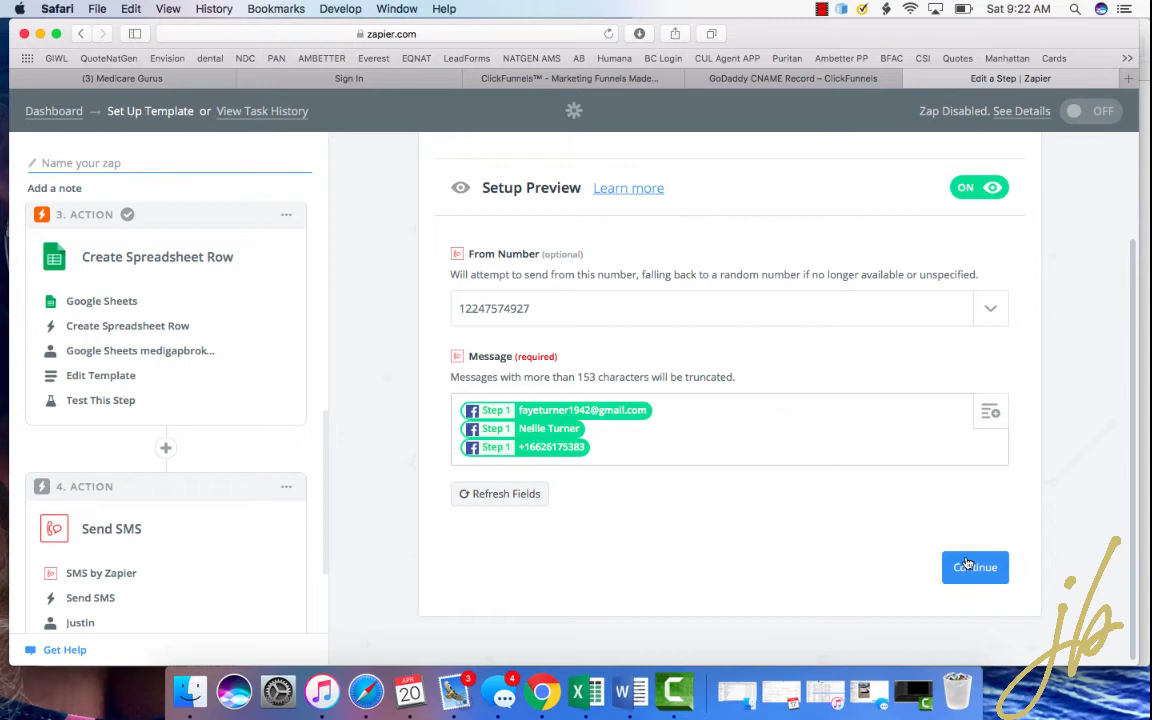 Safari File Edit View History Bookmarks Develop Window Help Sat 9:22 AM
zapier.com
GIWL QuoteNatGen Envision dental NDC PAN AMBETTER Everest EQNAT LeadForms NATGEN AMS AB Humana BC Login CUL Agent APP Puritan Ambetter PP BFAC CSI Quotes Manhattan Cards
(3) Medicare Gurus Sign In ClickFunnels™ - Marketing Funnels Made... GoDaddy CNAME Record – ClickFunnels Edit a Step | Zapier
Dashboard → Set Up Template or View Task History Zap Disabled. See Details OFF
Name your zap
Add a note
3. ACTION
Create Spreadsheet Row
Google Sheets
Create Spreadsheet Row
Google Sheets medigapbrok...
Edit Template
Test This Step
4. ACTION
Send SMS
SMS by Zapier
Send SMS
Justin
Get Help
Setup Preview Learn more ON
From Number (optional)
Will attempt to send from this number, falling back to a random number if no longer available or unspecified.
12247574927
Message (required)
Messages with more than 153 characters will be truncated.
Step 1 fayeturner1942@gmail.com
Step 1 Nellie Turner
Step 1 +16626175383
Refresh Fields
Continue
jb
APR
20
3
4
17